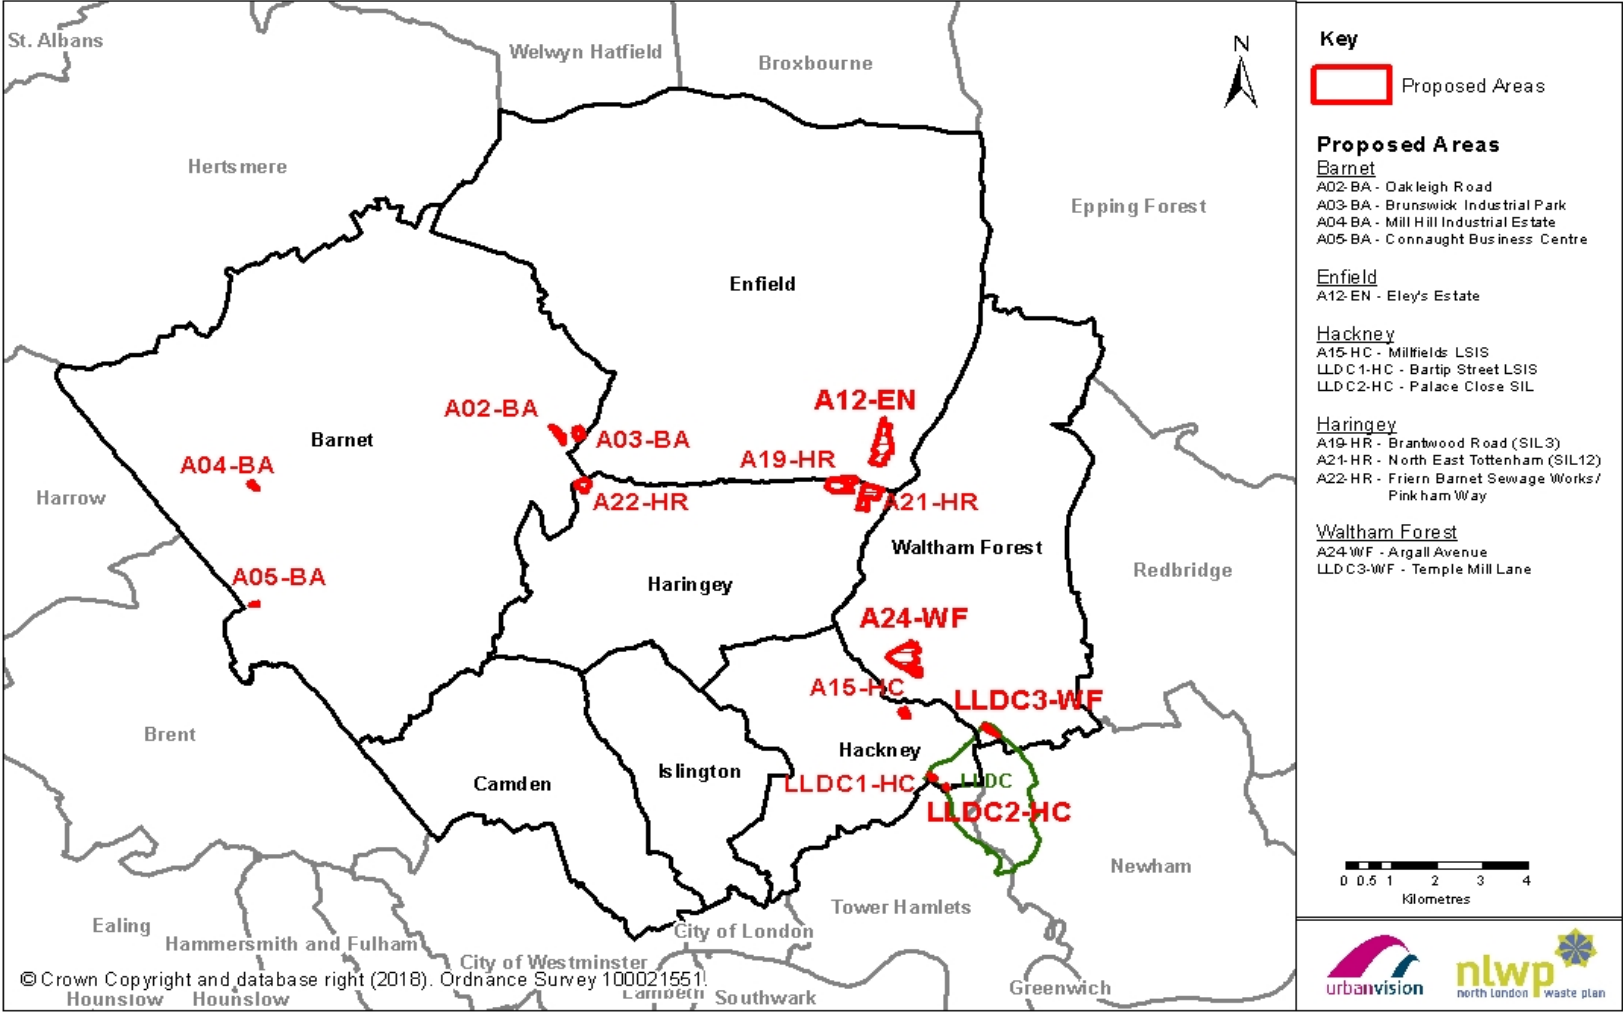 St. Albans
Welwyn Hatfield
Broxbourne
Hertsmere
Epping Forest
Enfield
A12-EN
A02-BA
A03-BA
Barnet
A04-BA
A19-HR
Harrow
A22-HR
A21-HR
Waltham Forest
Redbridge
A05-BA
Haringey
A24-WF
A15-HC
LLDC3-WF
Brent
Hackney
Islington
Camden
LLDC1-HC
LLDC
LLDC2-HC
Newham
Tower Hamlets
Ealing
City of London
Hammersmith and Fulham
City of Westminster
© Crown Copyright and database right (2018). Ordnance Survey 100021551.
Greenwich
Hounslow
Hounslow
Lambeth
Southwark
N
Key
Proposed Areas
Proposed Areas
Barnet
A02-BA - Oakleigh Road
A03-BA - Brunswick Industrial Park
A04-BA - Mill Hill Industrial Estate
A05-BA - Connaught Business Centre
Enfield
A12-EN - Eley's Estate
Hackney
A15-HC - Millfields LSIS
LLDC1-HC - Bartip Street LSIS
LLDC2-HC - Palace Close SIL
Haringey
A19-HR - Brantwood Road (SIL3)
A21-HR - North East Tottenham (SIL12)
A22-HR - Friern Barnet Sewage Works/
Pinkham Way
Waltham Forest
A24-WF - Argall Avenue
LLDC3-WF - Temple Mill Lane
0 0.5 1 2 3 4
Kilometres
urbanvision
nlwp
north london waste plan